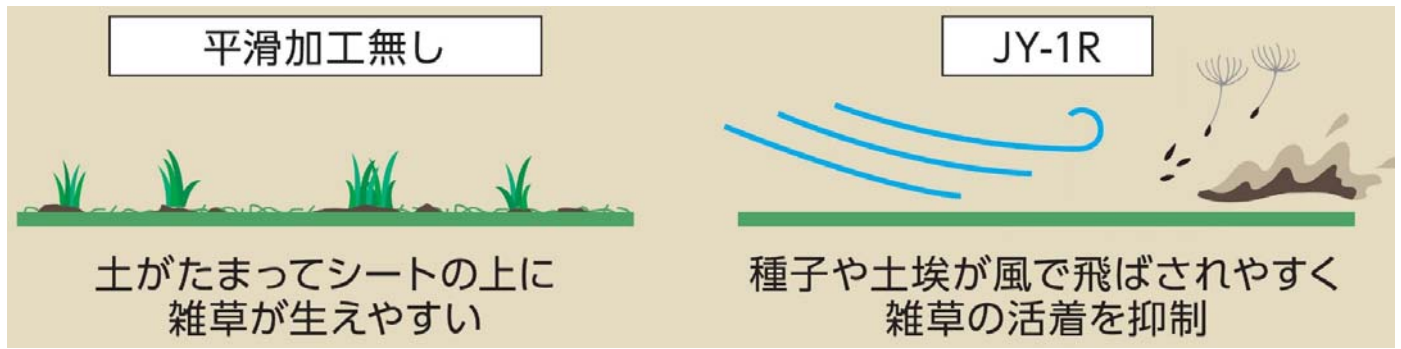 平滑加工無し
土がたまってシートの上に
雑草が生えやすい
JY-1R
種子や土埃が風で飛ばされやすく
雑草の活着を抑制